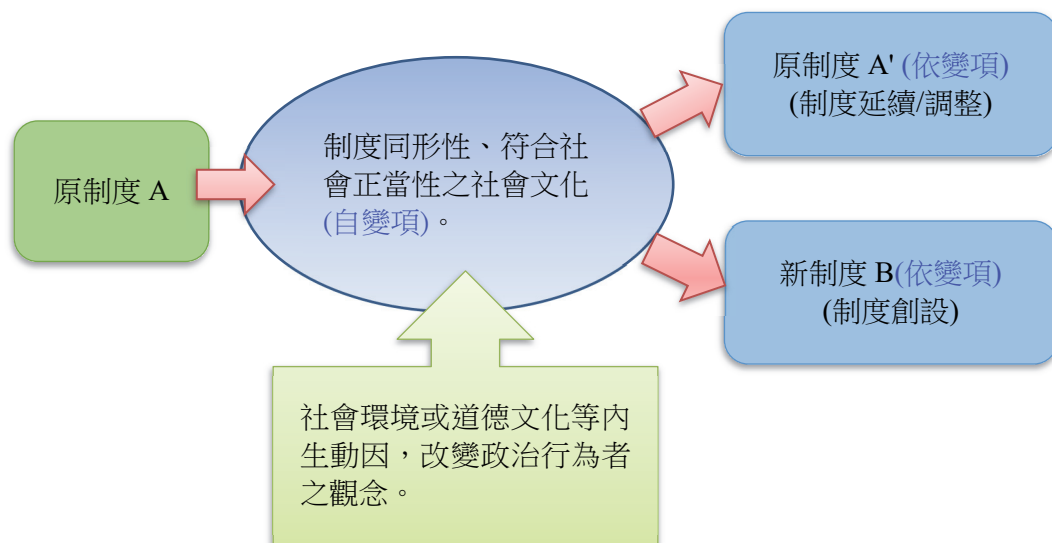 原制度 A
制度同形性、符合社
會正當性之社會文化
(自變項)。
原制度 A' (依變項)
(制度延續/調整)
新制度 B(依變項)
(制度創設)
社會環境或道德文化等內
生動因，改變政治行為者
之觀念。